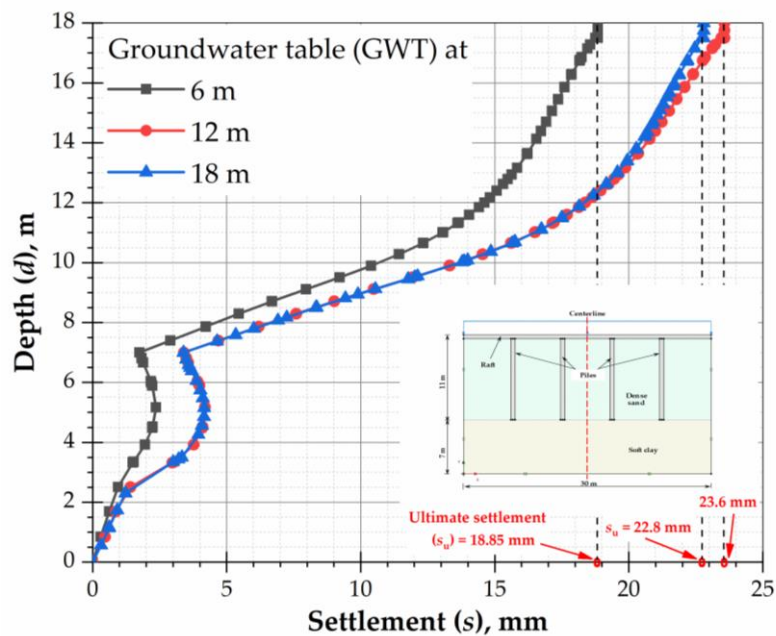 18
16
14
12
10
8
6
4
2
0
Depth (d), m
Groundwater table (GWT) at
6 m
12 m
18 m
Centerline
Raft
Piles
Dense
sand
11 m
Soft clay
7 m
30 m
23.6 mm
Ultimate settlement
(su) = 18.85 mm
su = 22.8 mm
0 5 10 15 20 25
Settlement (s), mm